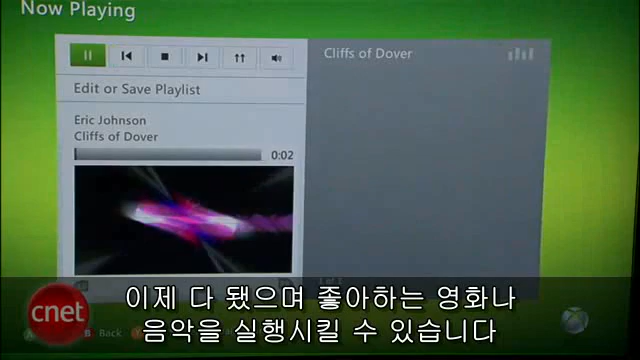 Now Playing
Cliffs of Dover
Edit or Save Playlist
Eric Johnson
Cliffs of Dover
0:02
이제 다 됐으며 좋아하는 영화나
음악을 실행시킬 수 있습니다
cnet
B Back
Y